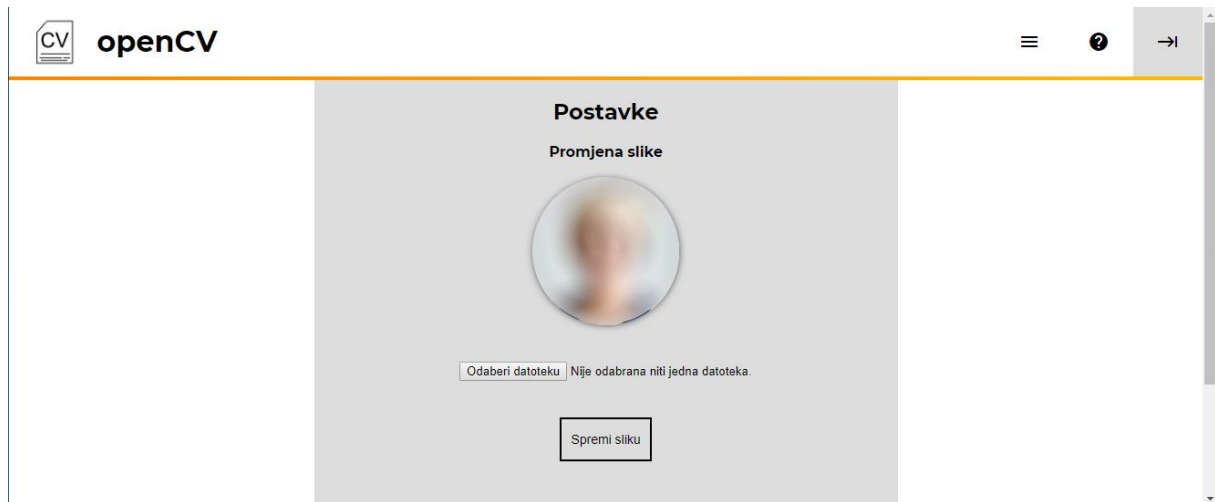 CV openCV
Postavke
Promjena slike
Odaberi datoteku Nije odabrana niti jedna datoteka.
Spremi sliku